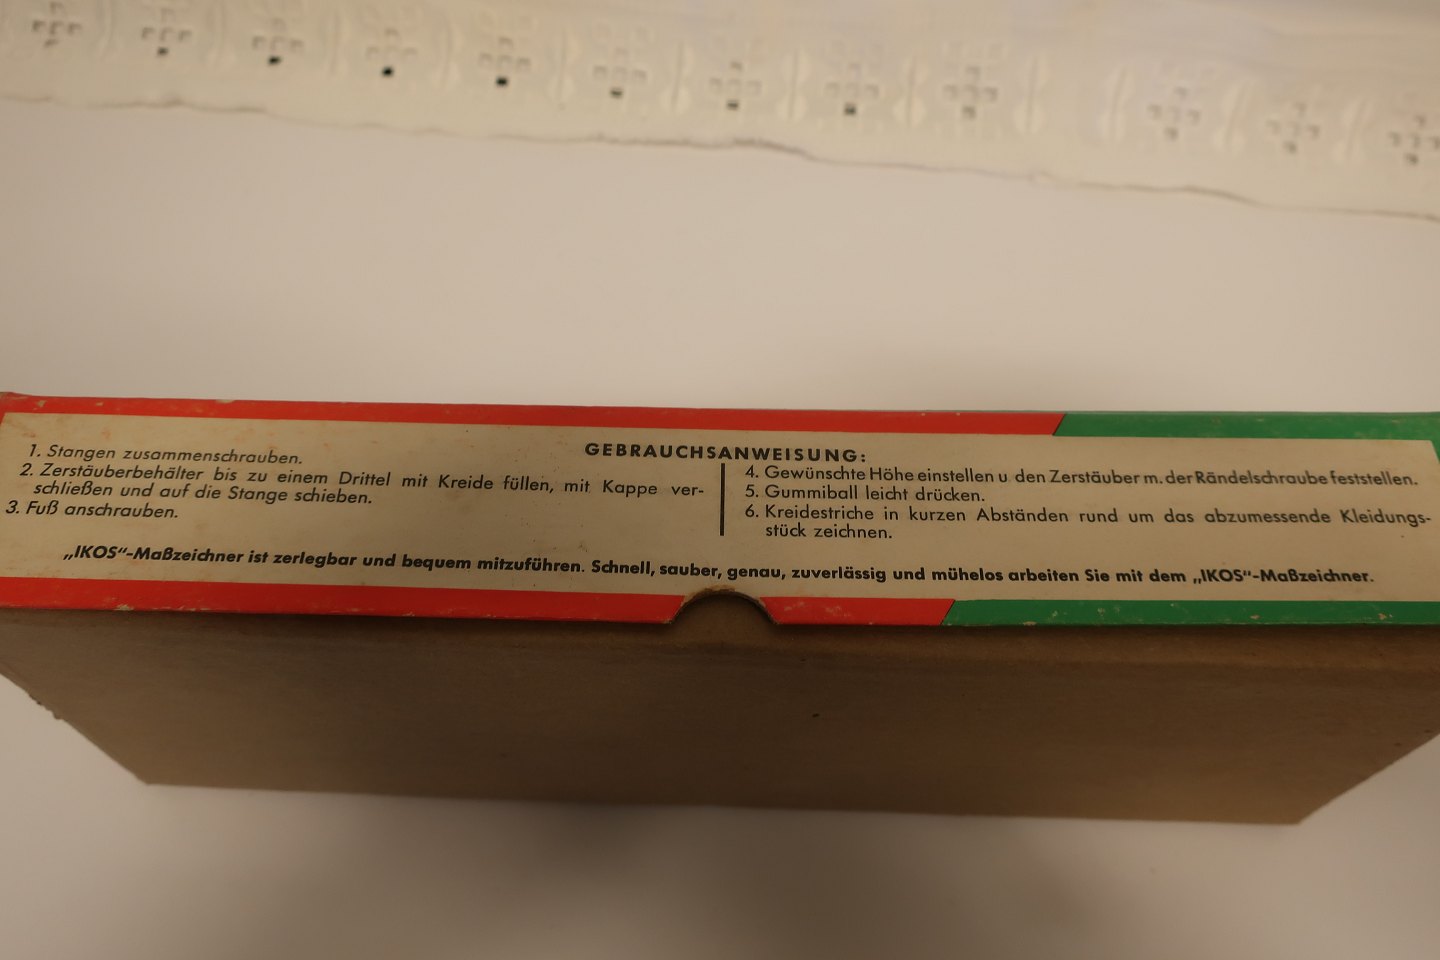 GEBRAUCHSANWEISUNG:
1. Stangen zusammenschrauben.
2. Zerstäuberbehälter bis zu einem Drittel mit Kreide füllen, mit Kappe ver-
schließen und auf die Stange schieben.
3. Fuß anschrauben.
4. Gewünschte Höhe einstellen u. den Zerstäuber m. der Rändelschraube feststellen.
5. Gummiball leicht drücken.
6. Kreidestriche in kurzen Abständen rund um das abzumessende Kleidungs-
stück zeichnen.
„IKOS“-Maßzeichner ist zerlegbar und bequem mitzuführen. Schnell, sauber, genau, zuverlässig und mühelos arbeiten Sie mit dem „IKOS“-Maßzeichner.